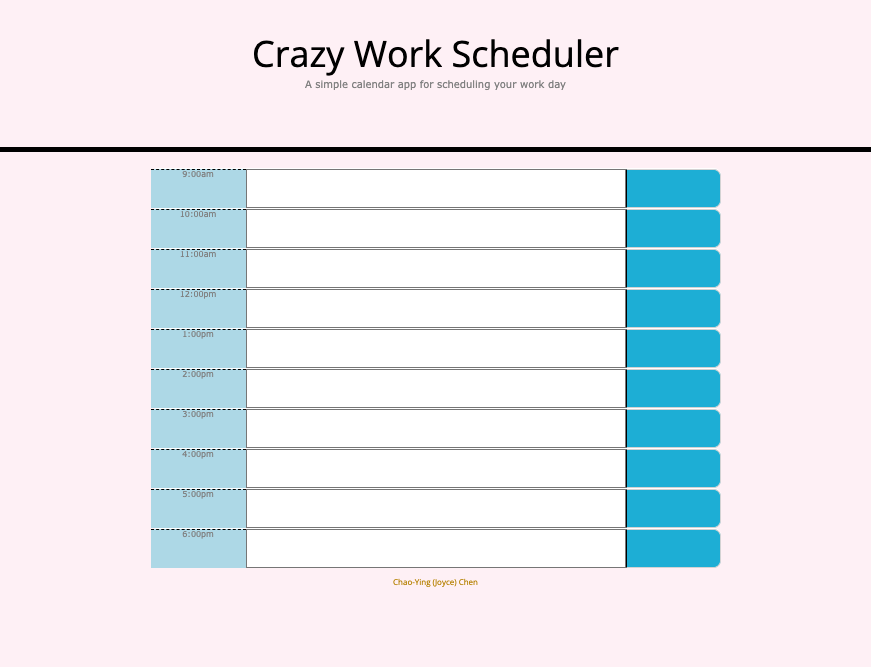 Crazy Work Scheduler
A simple calendar app for scheduling your work day
9:00am
10:00am
11:00am
12:00pm
1:00pm
2:00pm
3:00pm
4:00pm
5:00pm
6:00pm
Chao-Ying (Joyce) Chen